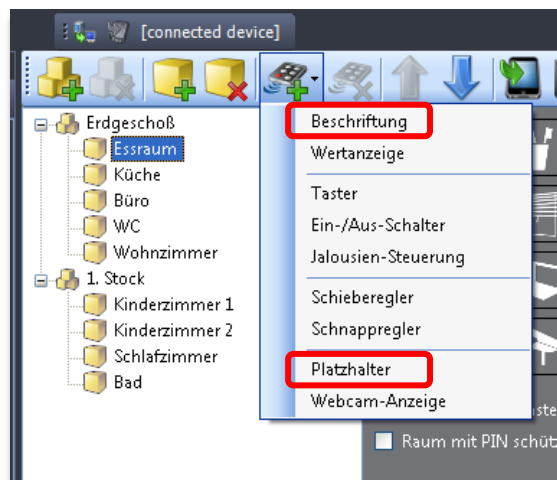 [connected device]
Erdgeschoß
Essraum
Küche
Büro
WC
Wohnzimmer
1. Stock
Kinderzimmer 1
Kinderzimmer 2
Schlafzimmer
Bad
Beschriftung
Wertanzeige
Taster
Ein-/Aus-Schalter
Jalousien-Steuerung
Schieberegler
Schnappregler
Platzhalter
Webcam-Anzeige
Raum mit PIN schütz